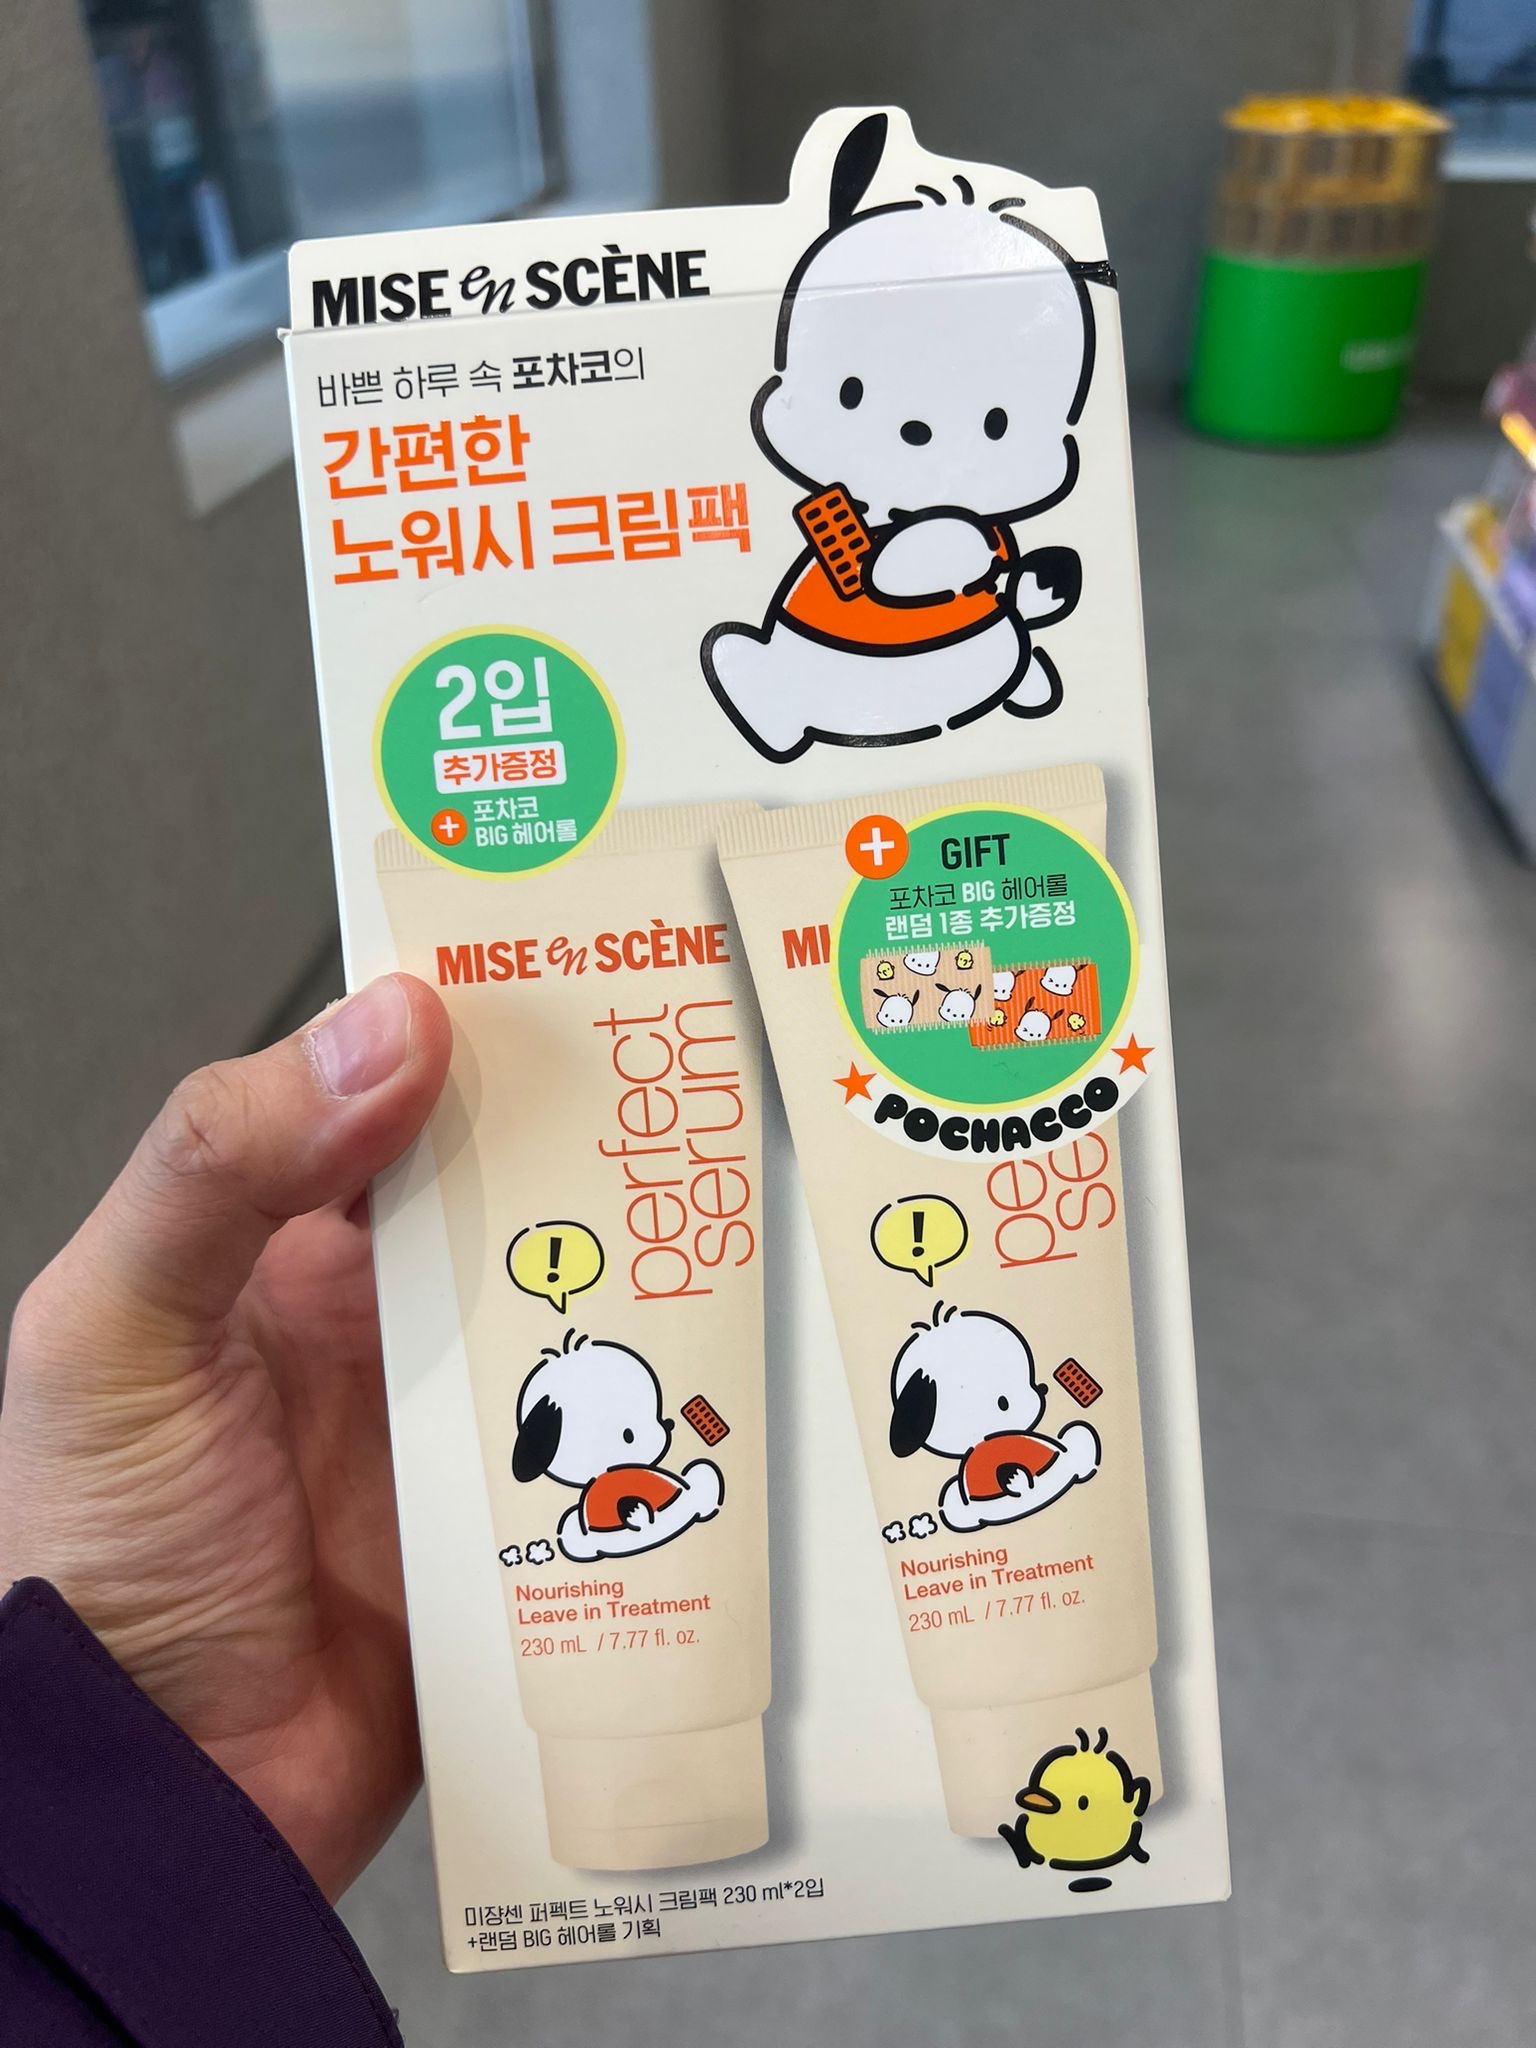 MISE en SCÈNE
바쁜 하루 속 포차코의
간편한
노워시 크림팩
2입
추가증정
+ 포차코
BIG 헤어롤
+ GIFT
포차코 BIG 헤어롤
랜덤 1종 추가증정
POCHACCO
MISE en SCÈNE
perfect
serum
!
Nourishing
Leave in Treatment
230 mL / 7.77 fl. oz.
MI
pe
se
!
Nourishing
Leave in Treatment
230 mL / 7.77 fl. oz.
미쟝센 퍼펙트 노워시 크림팩 230 ml*2입
+랜덤 BIG 헤어롤 기획